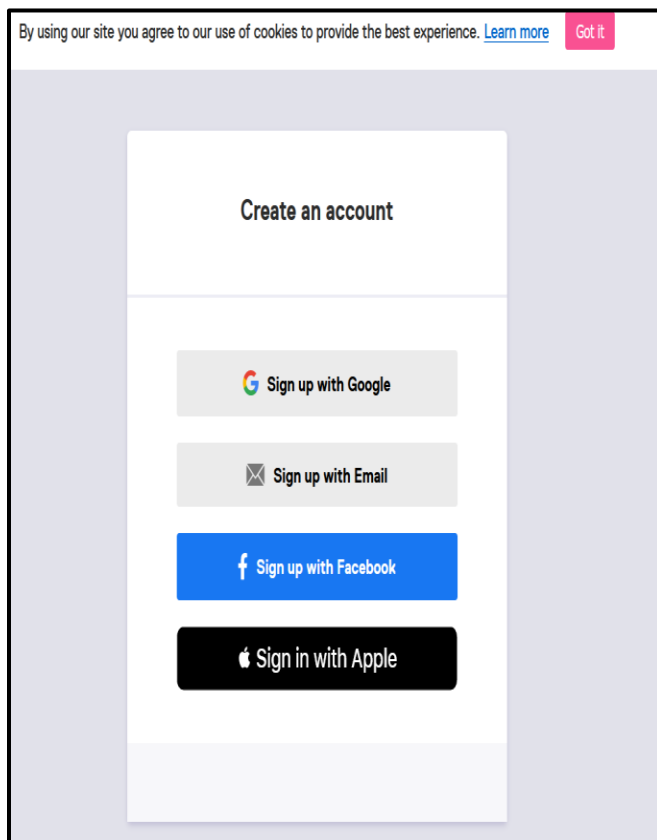 By using our site you agree to our use of cookies to provide the best experience. Learn more Got it
Create an account
Sign up with Google
Sign up with Email
Sign up with Facebook
Sign in with Apple